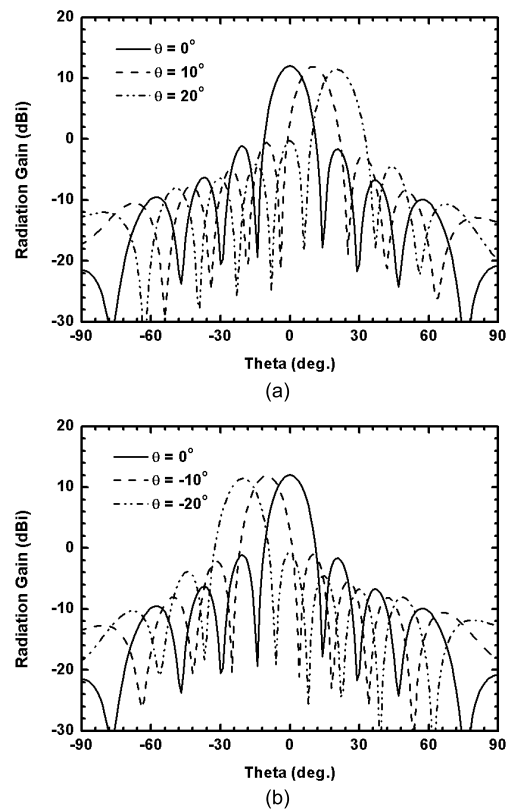 20
10
0
-10
-20
-30
Radiation Gain (dBi)
θ = 0°
θ = 10°
θ = 20°
-90 -60 -30 0 30 60 90
Theta (deg.)
(a)
20
10
0
-10
-20
-30
Radiation Gain (dBi)
θ = 0°
θ = -10°
θ = -20°
-90 -60 -30 0 30 60 90
Theta (deg.)
(b)